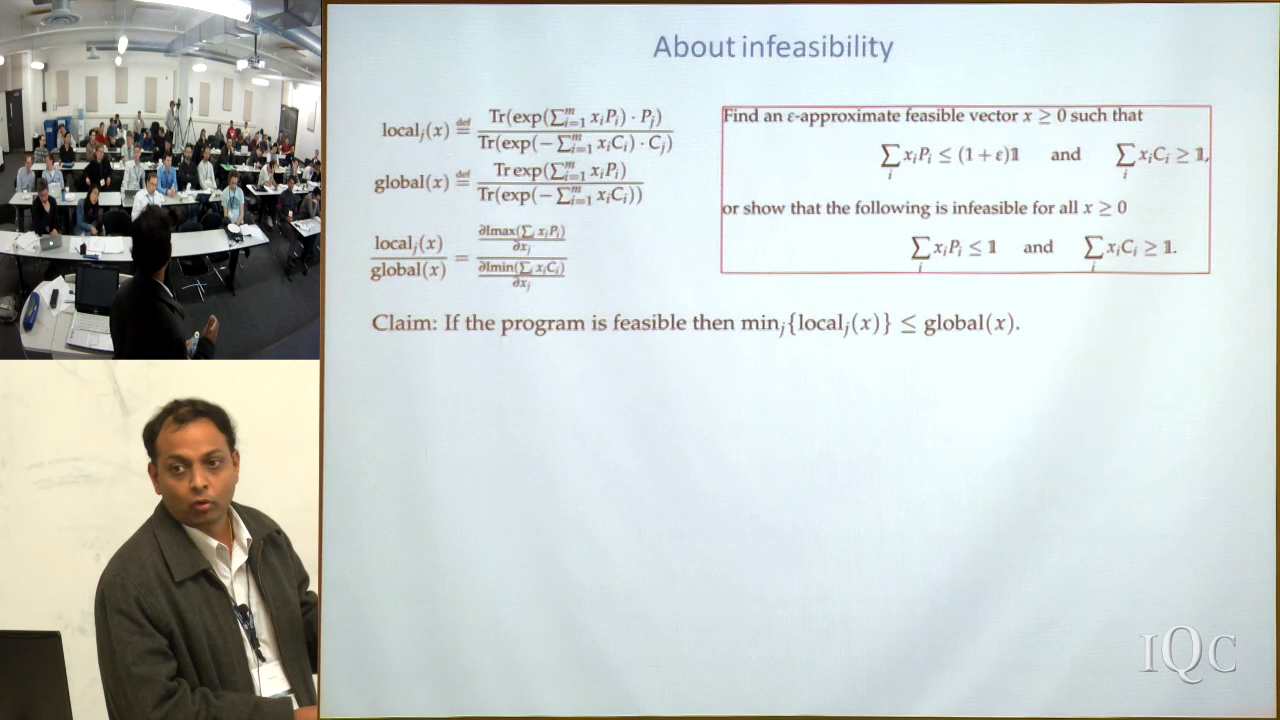 About infeasibility
local_j(x) ≝ Tr(exp(∑_{i=1}^m x_i P_i) · P_j) / Tr(exp(−∑_{i=1}^m x_i C_i) · C_j)
global(x) ≝ Tr exp(∑_{i=1}^m x_i P_i) / Tr(exp(−∑_{i=1}^m x_i C_i))
local_j(x) / global(x) = (∂lmax(∑_i x_i P_i) / ∂x_j) / (∂lmin(∑_i x_i C_i) / ∂x_j)
Find an ε-approximate feasible vector x ≥ 0 such that
∑_i x_i P_i ≤ (1 + ε)𝟙 and ∑_i x_i C_i ≥ 𝟙,
or show that the following is infeasible for all x ≥ 0
∑_i x_i P_i ≤ 𝟙 and ∑_i x_i C_i ≥ 𝟙.
Claim: If the program is feasible then min_j{local_j(x)} ≤ global(x).
IQC